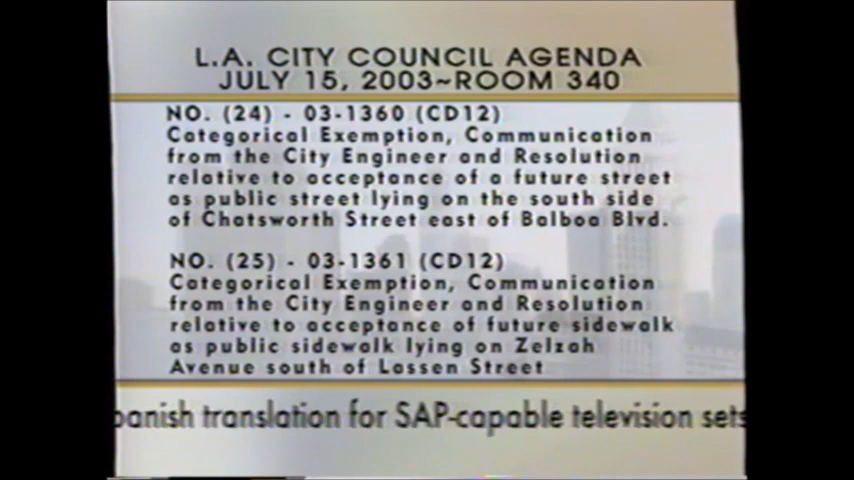 L.A. CITY COUNCIL AGENDA
JULY 15, 2003~ROOM 340
NO. (24) - 03-1360 (CD12)
Categorical Exemption, Communication
from the City Engineer and Resolution
relative to acceptance of a future street
as public street lying on the south side
of Chatsworth Street east of Balboa Blvd.
NO. (25) - 03-1361 (CD12)
Categorical Exemption, Communication
from the City Engineer and Resolution
relative to acceptance of future sidewalk
as public sidewalk lying on Zelzah
Avenue south of Lassen Street
panish translation for SAP-capable television sets